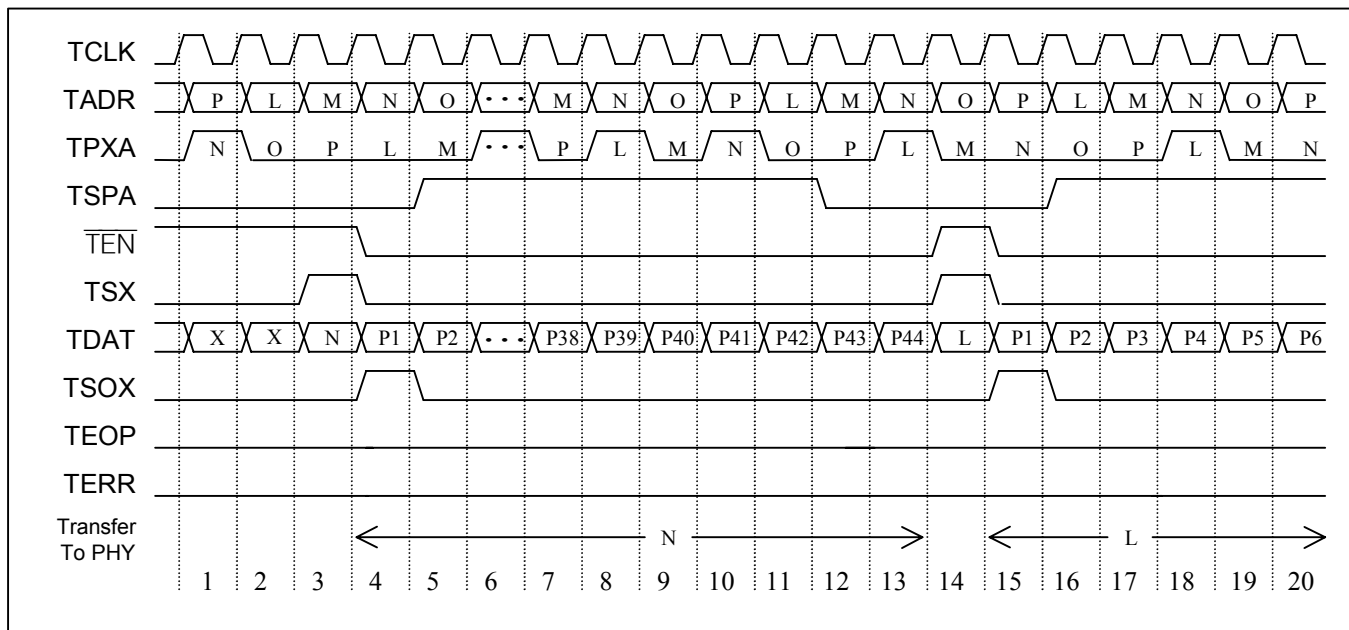 TCLK
TADR P L M N O ··· M N O P L M N O P L M N O P
TPXA N O P L M ··· P L M N O P L M N O P L M N
TSPA
TEN
TSX
TDAT X X N P1 P2 ··· P38 P39 P40 P41 P42 P43 P44 L P1 P2 P3 P4 P5 P6
TSOX
TEOP
TERR
Transfer
To PHY N L
1 2 3 4 5 6 7 8 9 10 11 12 13 14 15 16 17 18 19 20